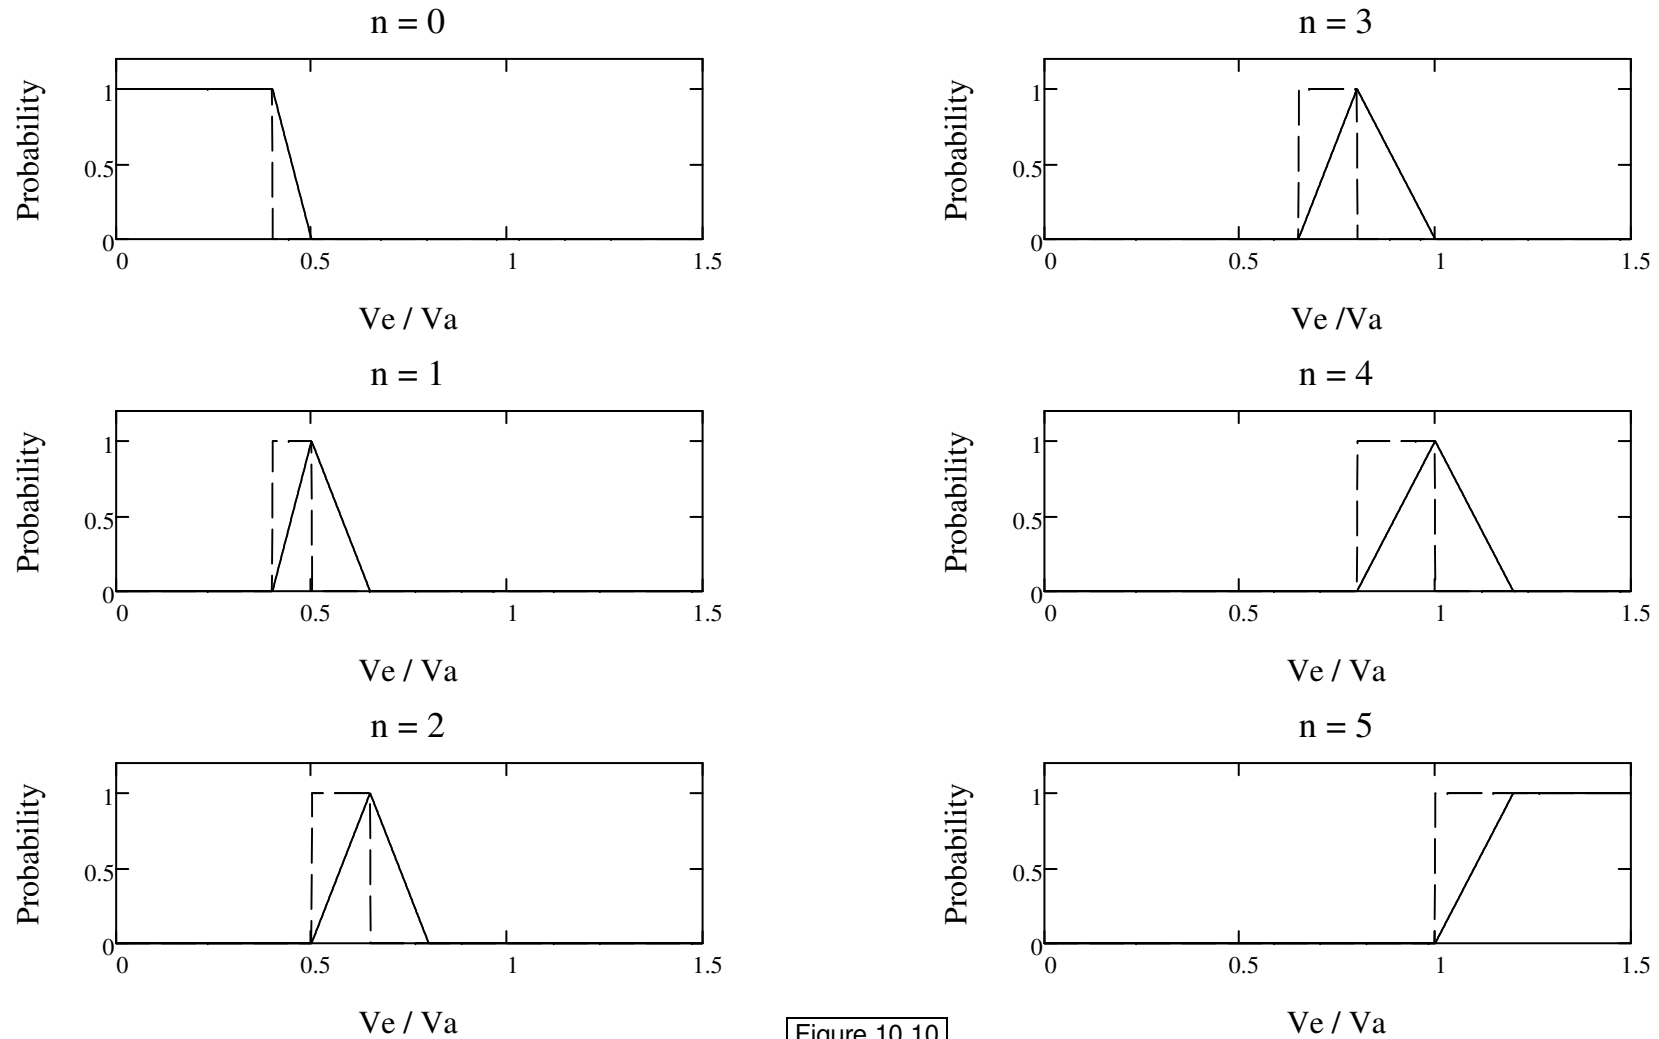 n = 0
Probability
1
0.5
0
0 0.5 1 1.5
Ve / Va
n = 1
Probability
1
0.5
0
0 0.5 1 1.5
Ve / Va
n = 2
Probability
1
0.5
0
0 0.5 1 1.5
Ve / Va
n = 3
Probability
1
0.5
0
0 0.5 1 1.5
Ve /Va
n = 4
Probability
1
0.5
0
0 0.5 1 1.5
Ve / Va
n = 5
Probability
1
0.5
0
0 0.5 1 1.5
Ve / Va
Figure 10.10